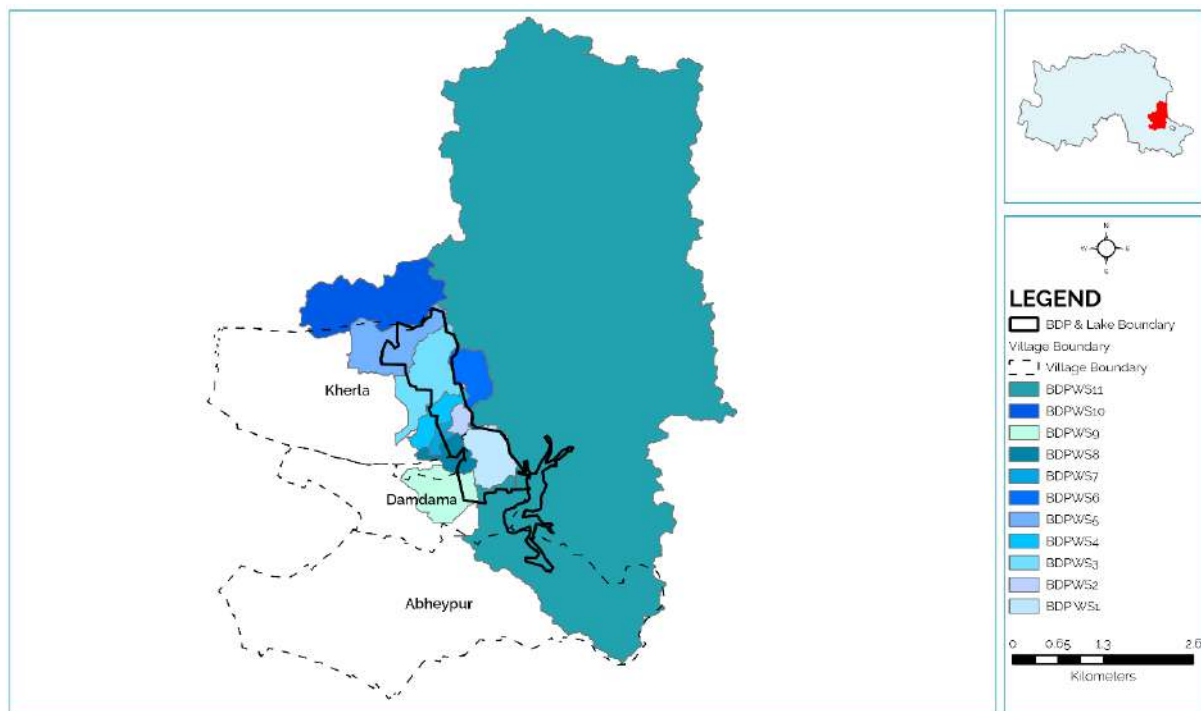 Kherla
Damdama
Abheypur
N
W E
S
LEGEND
BDP & Lake Boundary
Village Boundary
Village Boundary
BDPWS11
BDPWS10
BDPWS9
BDPWS8
BDPWS7
BDPWS6
BDPWS5
BDPWS4
BDPWS3
BDPWS2
BDPWS1
0 0.65 1.3 2.6
Kilometers